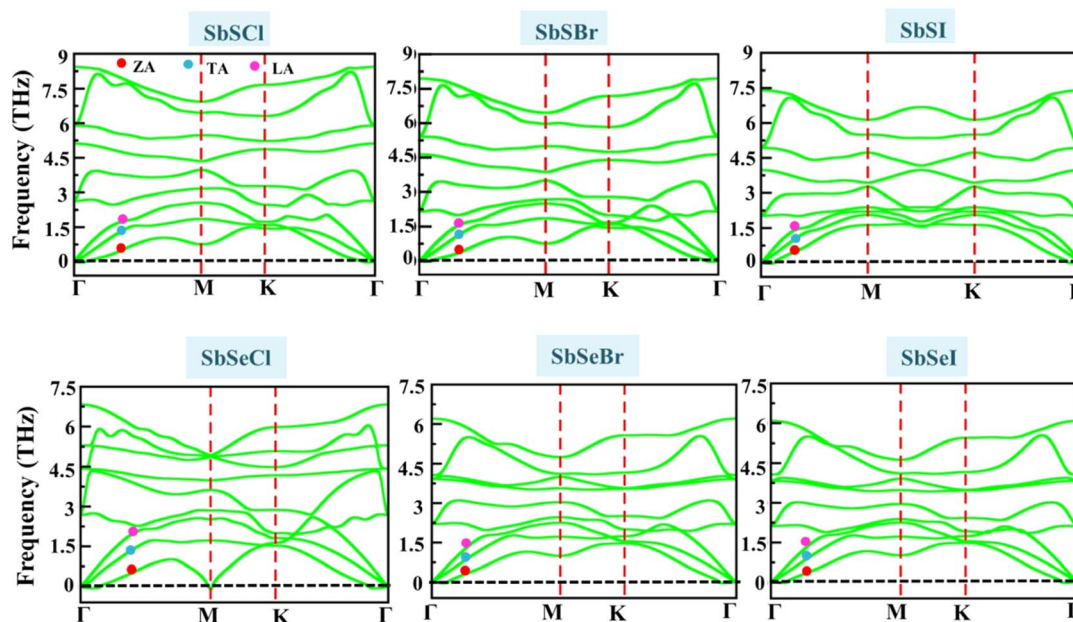 SbSCl
SbSBr
SbSI
Frequency (THz)
9
7.5
6
4.5
3
1.5
0
ZA
TA
LA
Γ
M
K
Γ
9
7.5
6
4.5
3
1.5
0
Γ
M
K
Γ
9
7.5
6
4.5
3
1.5
0
Γ
M
K
SbSeCl
SbSeBr
SbSeI
Frequency (THz)
7.5
6
4.5
3
1.5
0
Γ
M
K
Γ
7.5
6
4.5
3
1.5
0
Γ
M
K
Γ
7.5
6
4.5
3
1.5
0
Γ
M
K